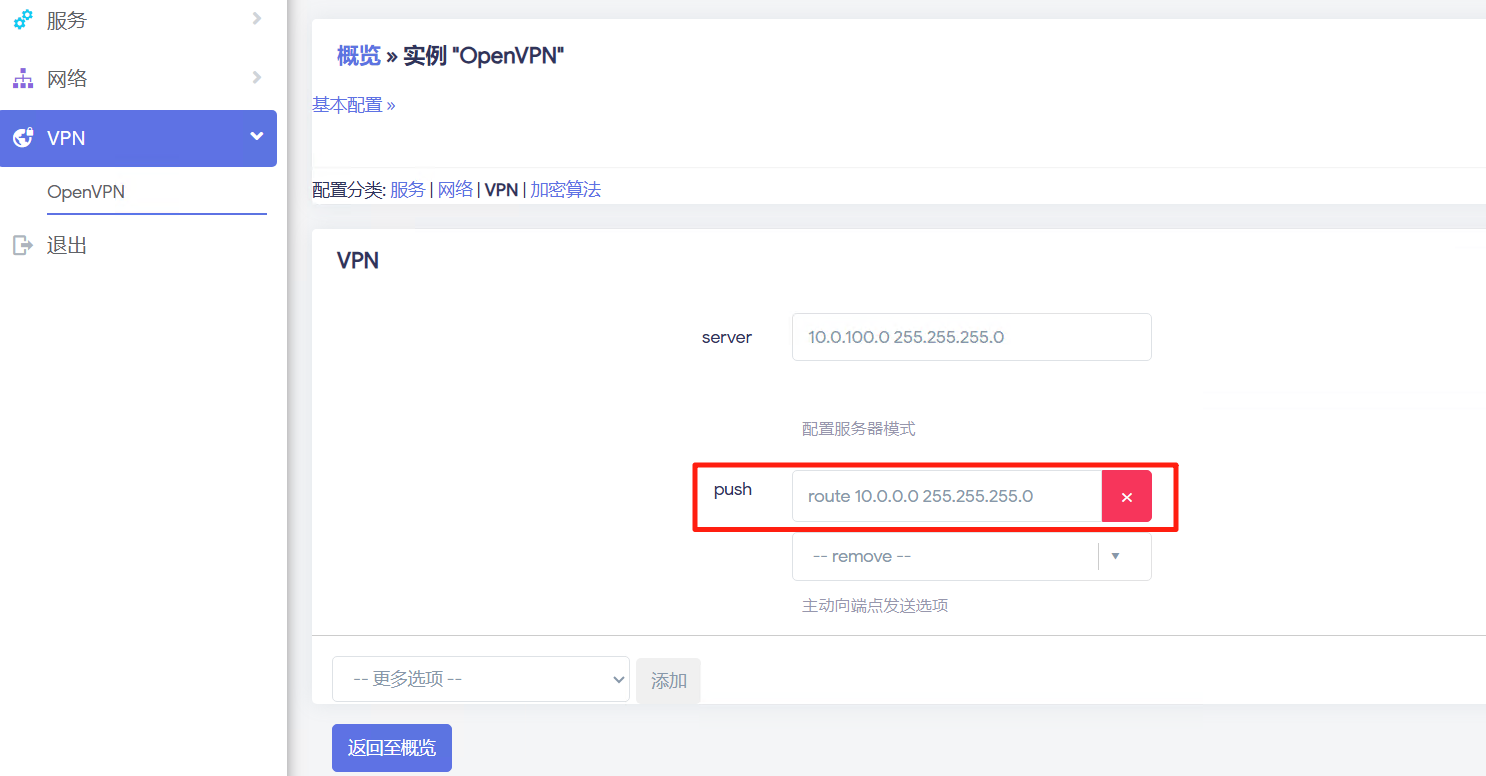 服务
网络
VPN
OpenVPN
退出
概览 » 实例 "OpenVPN"
基本配置 »
配置分类: 服务 | 网络 | VPN | 加密算法
VPN
server
10.0.100.0 255.255.255.0
配置服务器模式
push
route 10.0.0.0 255.255.255.0
×
-- remove --
主动向端点发送选项
-- 更多选项 --
添加
返回至概览